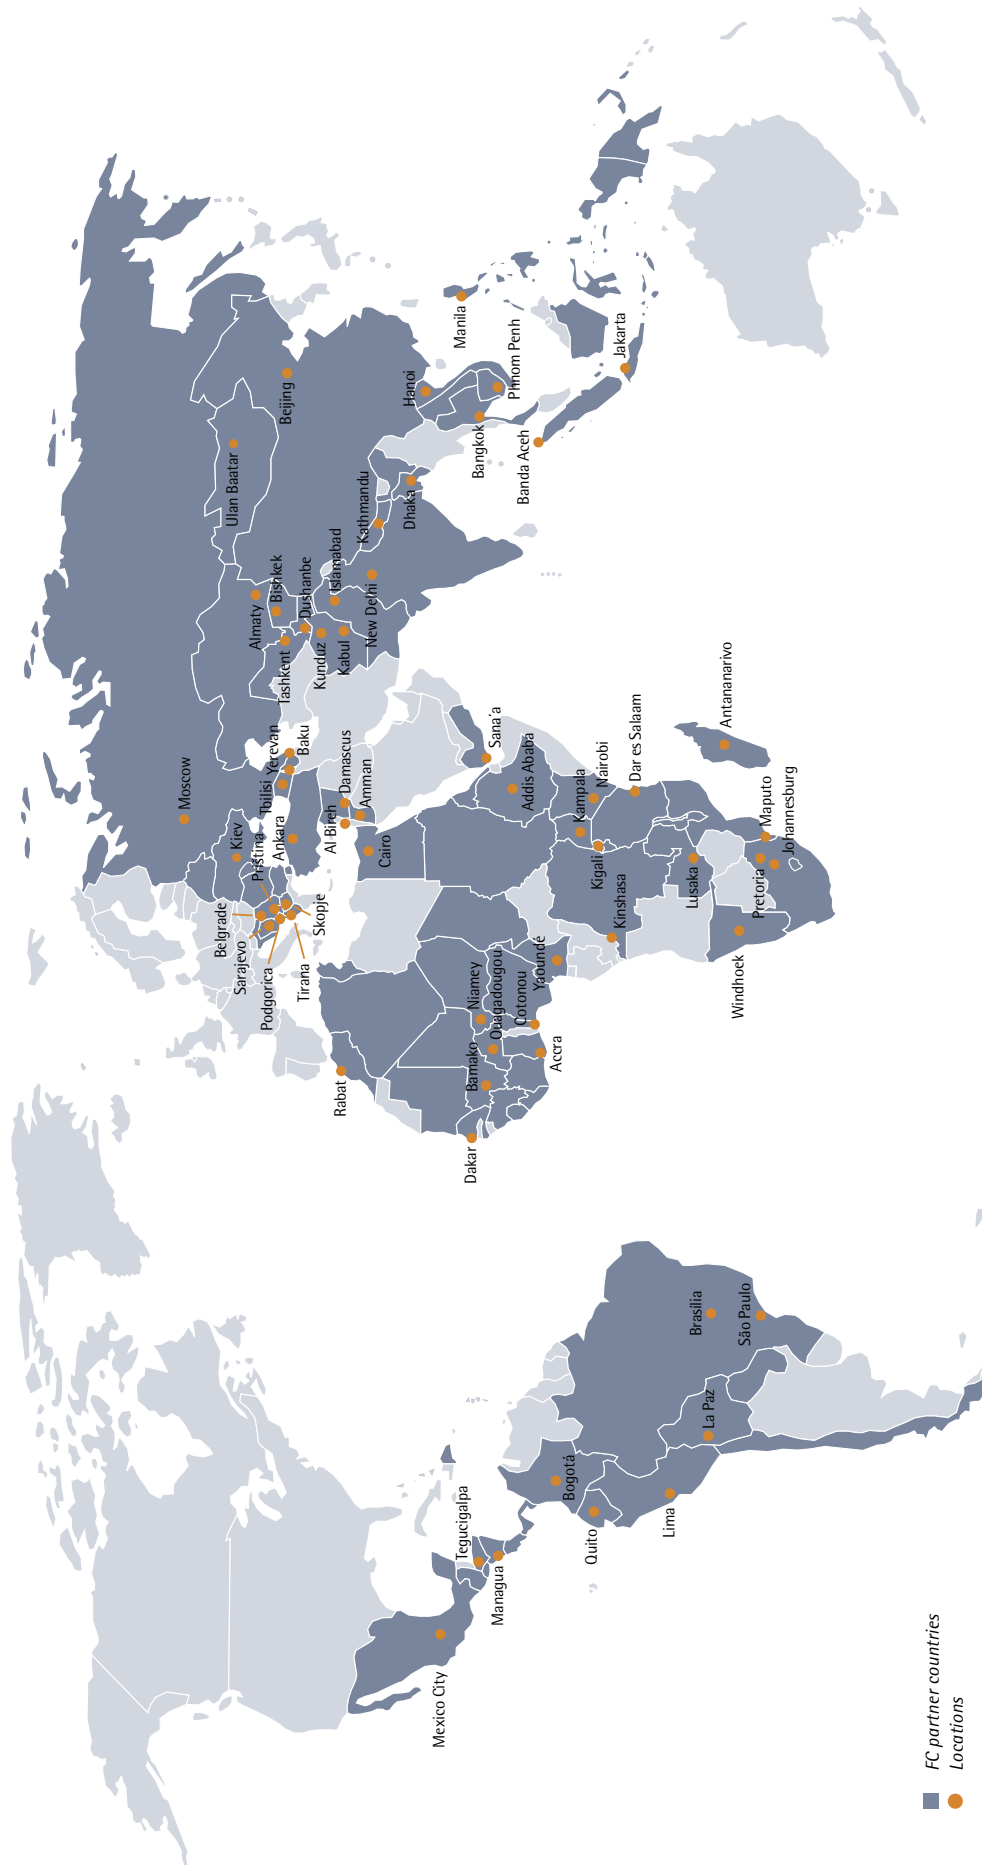 Moscow
Kiev
Pristina
Belgrade
Sarajevo
Podgorica
Tirana
Skopje
Ankara
Tbilisi
Yerevan
Baku
Al Bireh
Damascus
Amman
Cairo
Rabat
Almaty
Bishkek
Tashkent
Dushanbe
Kunduz
Kabul
Islamabad
New Delhi
Kathmandu
Dhaka
Ulan Baatar
Beijing
Hanoi
Manila
Bangkok
Phnom Penh
Banda Aceh
Jakarta
Sana'a
Addis Ababa
Kampala
Nairobi
Kigali
Dar es Salaam
Kinshasa
Lusaka
Antananarivo
Maputo
Johannesburg
Pretoria
Windhoek
Niamey
Ouagadougou
Bamako
Cotonou
Yaoundé
Accra
Dakar
Mexico City
Tegucigalpa
Managua
Bogotá
Quito
Lima
La Paz
Brasília
São Paulo
FC partner countries
Locations